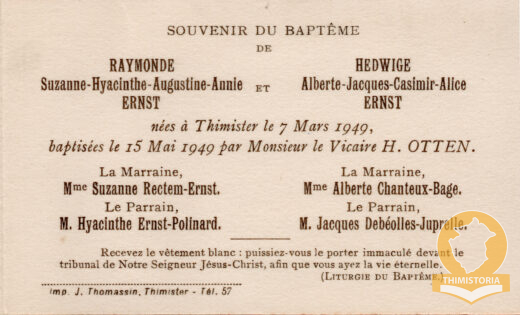 SOUVENIR DU BAPTÊME
DE
RAYMONDE
Suzanne-Hyacinthe-Augustine-Annie
ERNST
ET
HEDWIGE
Alberte-Jacques-Casimir-Alice
ERNST
nées à Thimister le 7 Mars 1949,
baptisées le 15 Mai 1949 par Monsieur le Vicaire H. OTTEN.
La Marraine,
Mme Suzanne Rectem-Ernst.
Le Parrain,
M. Hyacinthe Ernst-Polinard.
La Marraine,
Mme Alberte Chanteux-Bage.
Le Parrain,
M. Jacques Debéolles-Juprelle.
Recevez le vêtement blanc : puissiez-vous le porter immaculé devant le
tribunal de Notre Seigneur Jésus-Christ, afin que vous ayez la vie éternelle.
(LITURGIE DU BAPTÊME.)
Imp. J. Thomassin, Thimister - Tél. 57
THIMISTORIA